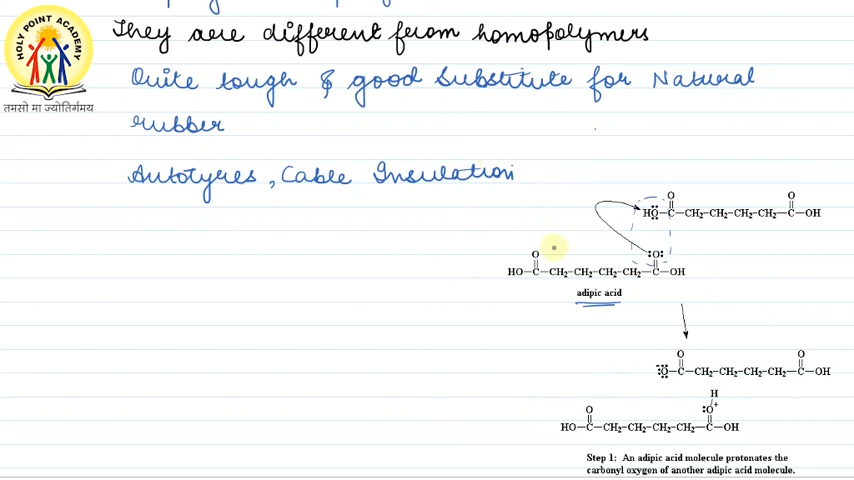 HOLY POINT ACADEMY
तमसो मा ज्योतिर्गमय
They are different from homopolymers
Quite tough & good substitute for Natural
rubber
Autotyres, Cable Insulation
O O
HO–C–CH₂–CH₂–CH₂–CH₂–C–OH
O :O:
HO–C–CH₂–CH₂–CH₂–CH₂–C–OH
adipic acid
O O
:O–C–CH₂–CH₂–CH₂–CH₂–C–OH
H
O :O+
HO–C–CH₂–CH₂–CH₂–CH₂–C–OH
Step 1: An adipic acid molecule protonates the
carbonyl oxygen of another adipic acid molecule.